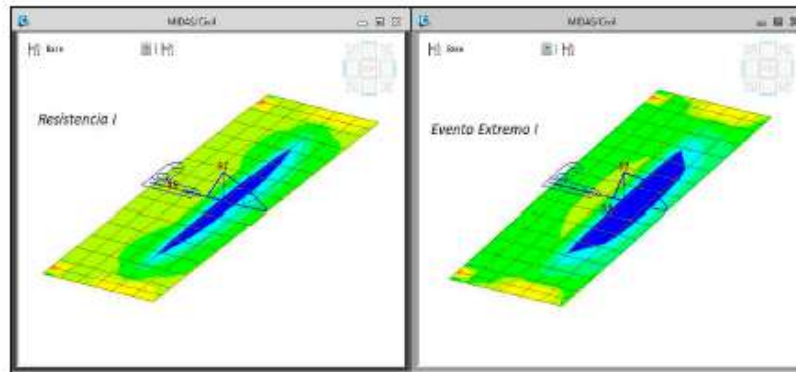 MIDAS/Civil
Base
Resistencia I
MIDAS/Civil
Base
Evento Extremo I